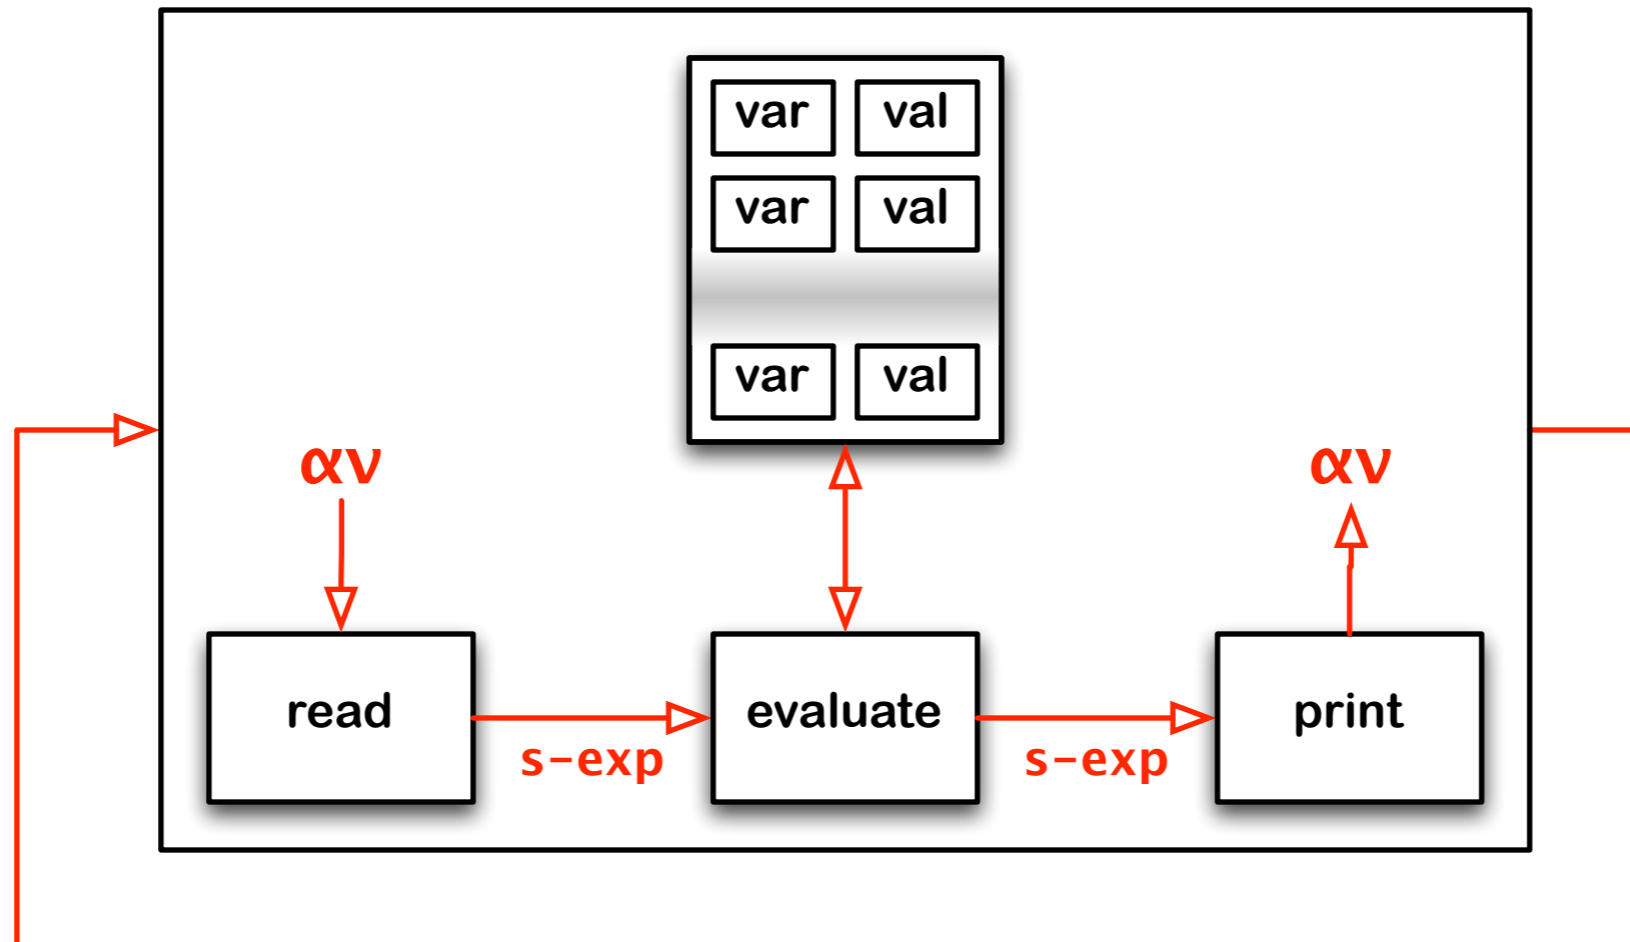 var val
var val
var val
αν
αν
read
evaluate
print
s-exp
s-exp